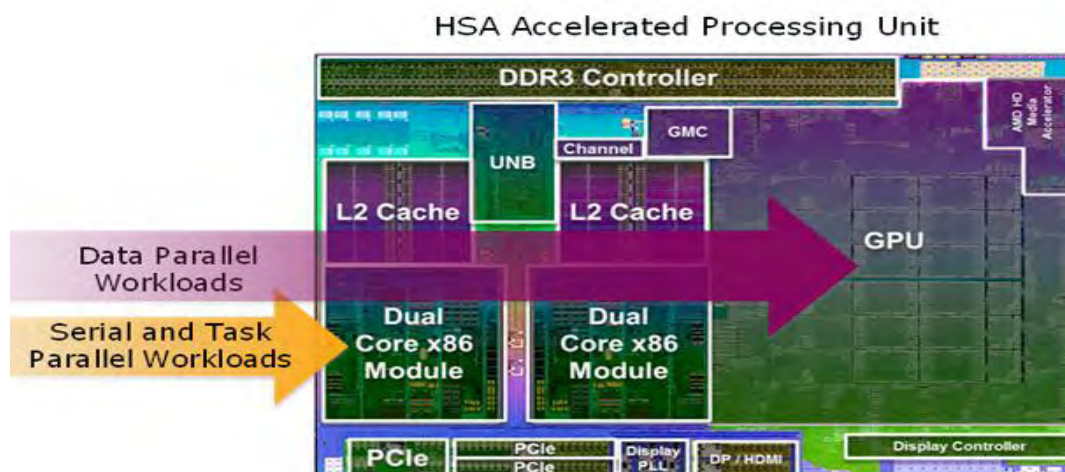 HSA Accelerated Processing Unit
DDR3 Controller
AMD HD
Media
Accelerator
GMC
Channel
UNB
L2 Cache
L2 Cache
GPU
Data Parallel
Workloads
Serial and Task
Parallel Workloads
Dual
Core x86
Module
Dual
Core x86
Module
PCIe
PCIe
PCIe
Display
PLL
DP / HDMI
Display Controller